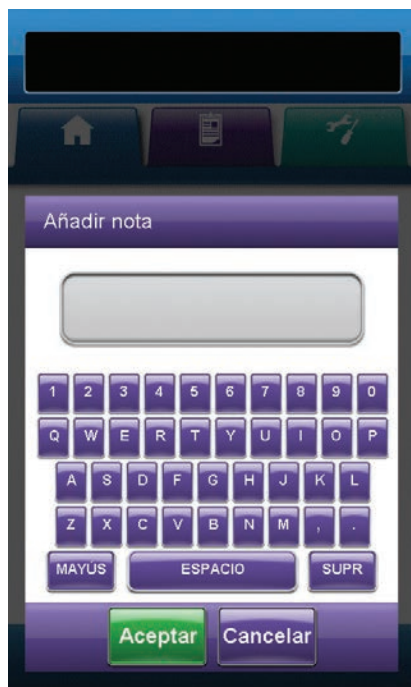 Añadir nota
1 2 3 4 5 6 7 8 9 0
Q W E R T Y U I O P
A S D F G H J K L
Z X C V B N M , .
MAYÚS ESPACIO SUPR
Aceptar Cancelar